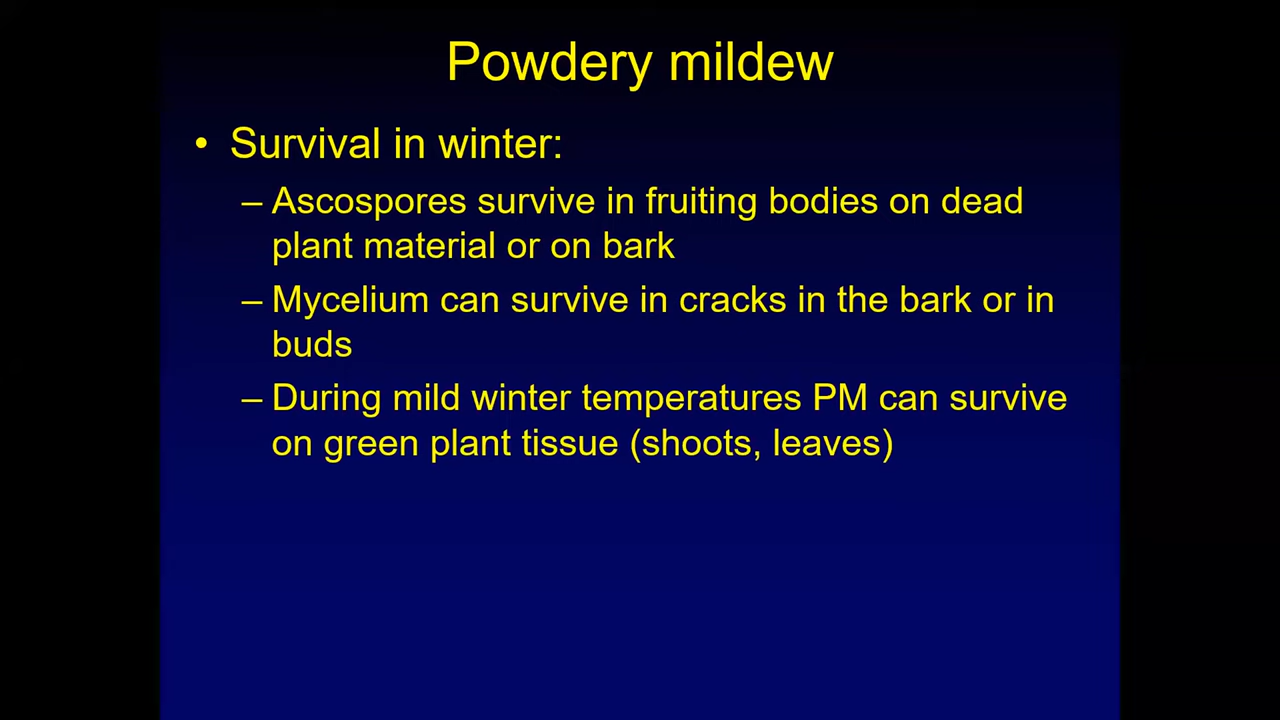 Powdery mildew
• Survival in winter:
– Ascospores survive in fruiting bodies on dead
plant material or on bark
– Mycelium can survive in cracks in the bark or in
buds
– During mild winter temperatures PM can survive
on green plant tissue (shoots, leaves)